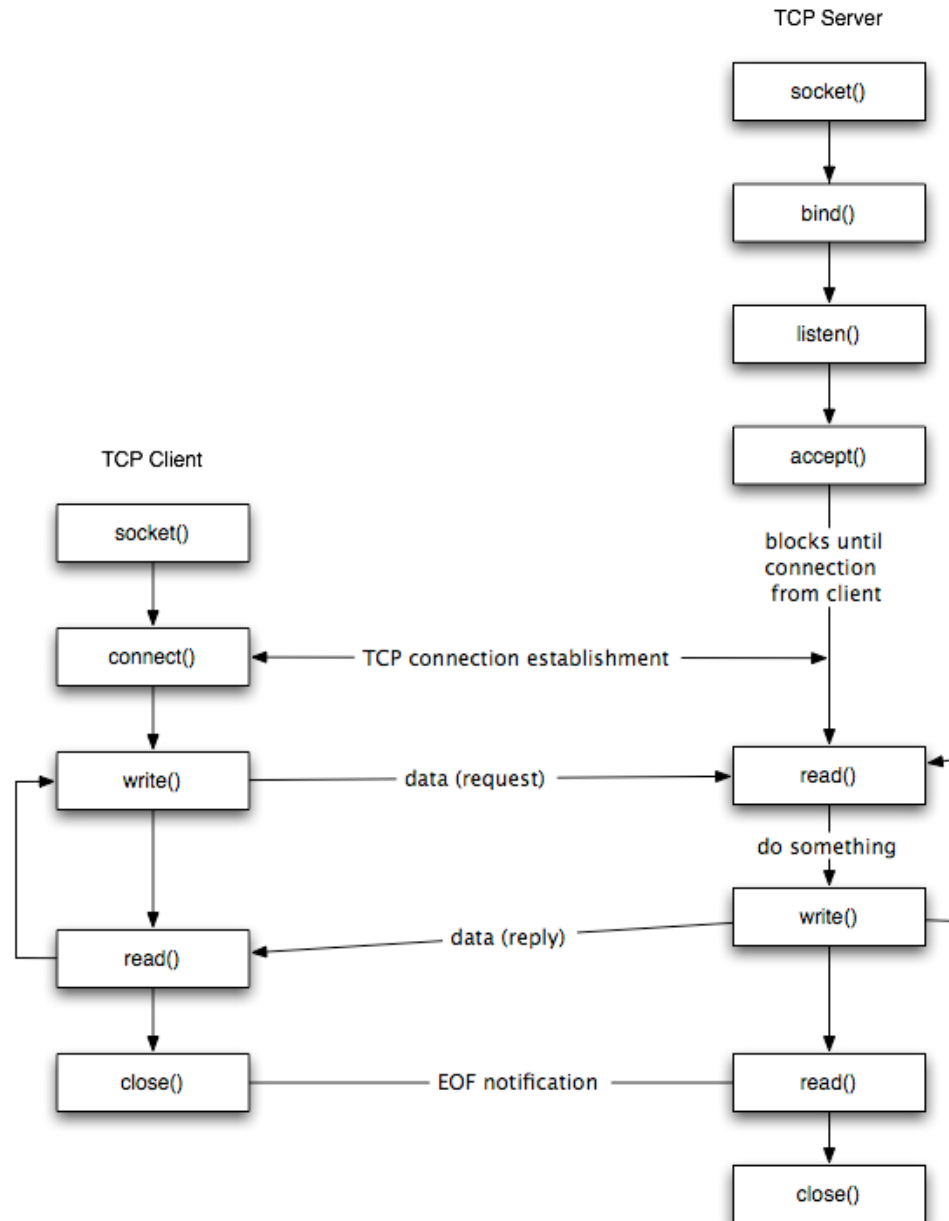 TCP Server
socket()
bind()
listen()
accept()
TCP Client
blocks until
connection
from client
socket()
connect()
TCP connection establishment
write()
data (request)
read()
do something
write()
data (reply)
read()
close()
EOF notification
read()
close()